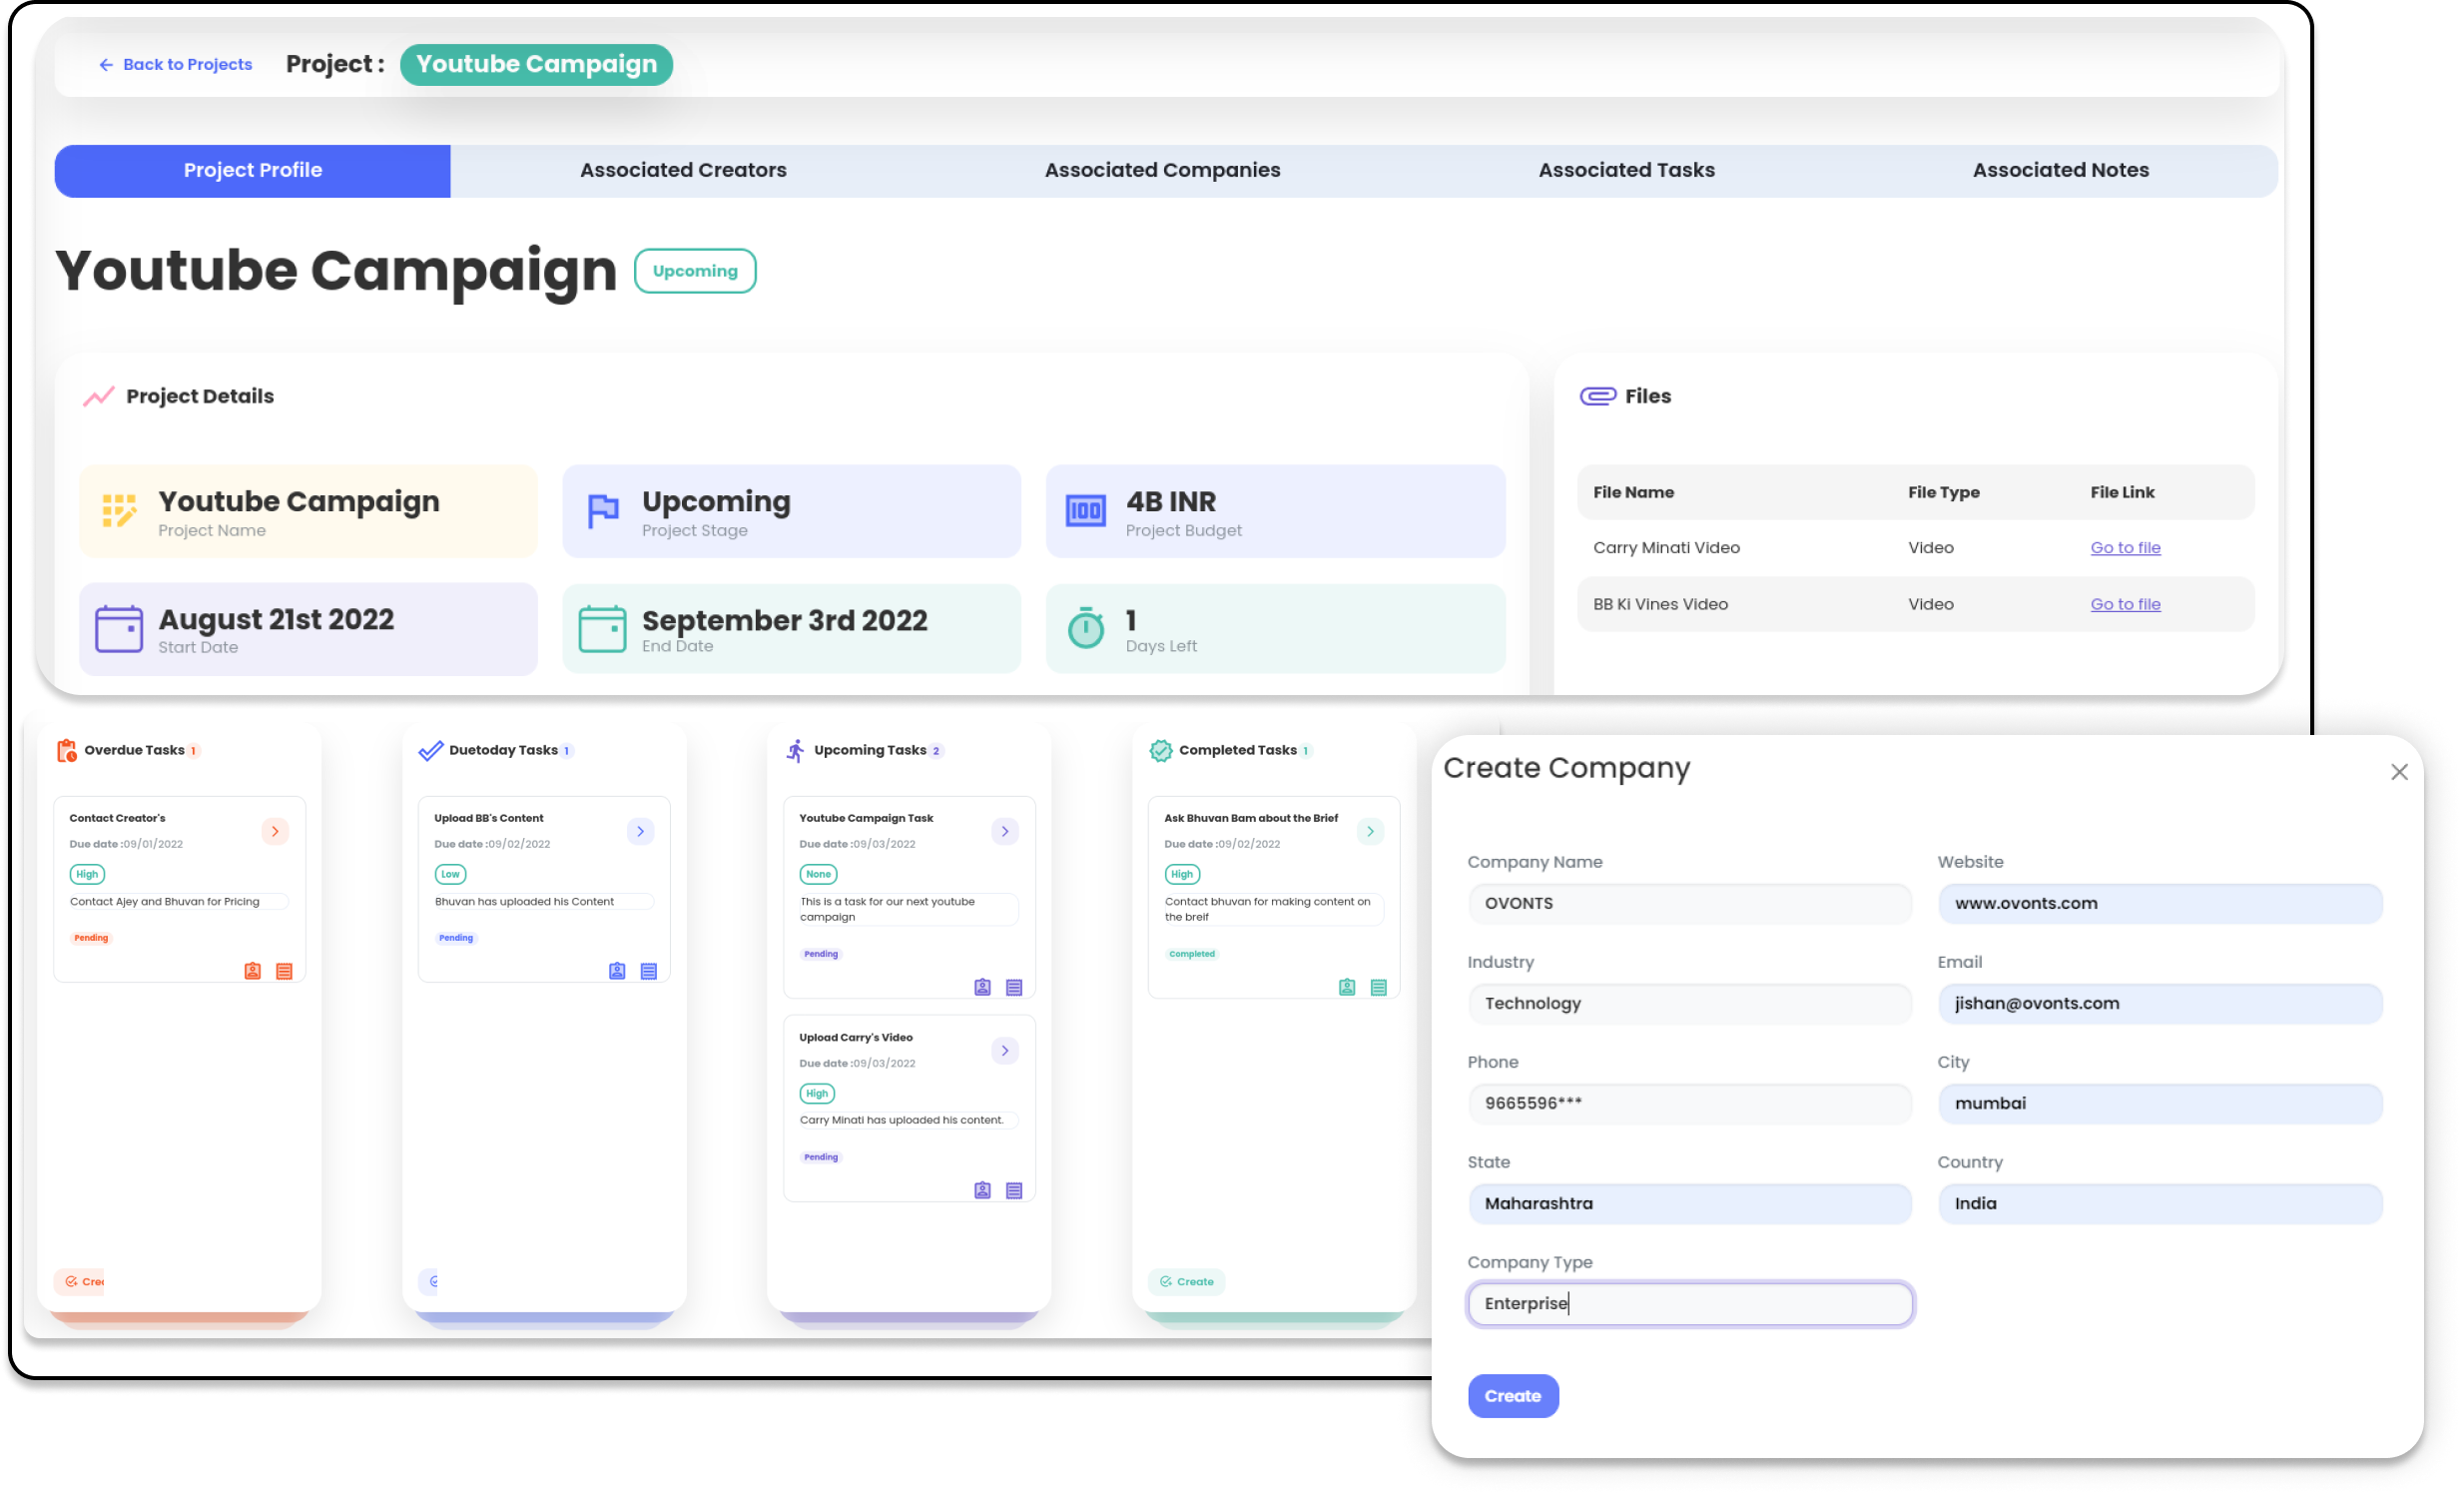 Back to Projects
Project :
Youtube Campaign
Project Profile
Associated Creators
Associated Companies
Associated Tasks
Associated Notes
Youtube Campaign
Upcoming
Project Details
Youtube Campaign
Project Name
Upcoming
Project Stage
100
4B INR
Project Budget
August 21st 2022
Start Date
September 3rd 2022
End Date
1
Days Left
Files
File Name File Type File Link
Carry Minati Video Video Go to file
BB Ki Vines Video Video Go to file
Overdue Tasks 1
Contact Creator's
Due date :09/01/2022
High
Contact Ajey and Bhuvan for Pricing
Pending
Duetoday Tasks 1
Upload BB's Content
Due date :09/02/2022
Low
Bhuvan has uploaded his Content
Pending
Upcoming Tasks 2
Youtube Campaign Task
Due date :09/03/2022
None
This is a task for our next youtube
campaign
Pending
Upload Carry's Video
Due date :09/03/2022
High
Carry Minati has uploaded his content.
Pending
Completed Tasks 1
Ask Bhuvan Bam about the Brief
Due date :09/02/2022
High
Contact bhuvan for making content on
the breif
Completed
Create
Create Company
Company Name
OVONTS
Website
www.ovonts.com
Industry
Technology
Email
jishan@ovonts.com
Phone
9665596***
City
mumbai
State
Maharashtra
Country
India
Company Type
Enterprise
Create